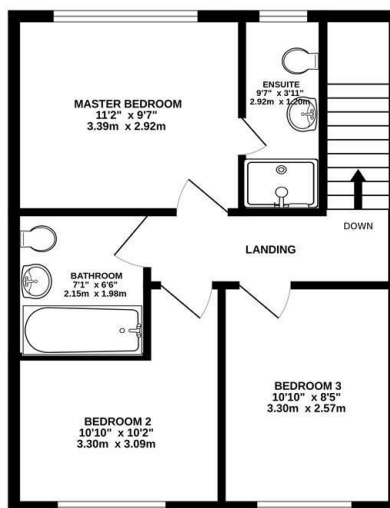 MASTER BEDROOM
11'2" x 9'7"
3.39m x 2.92m
ENSUITE
9'7" x 3'11"
2.92m x 1.20m
DOWN
LANDING
BATHROOM
7'1" x 6'6"
2.15m x 1.98m
BEDROOM 2
10'10" x 10'2"
3.30m x 3.09m
BEDROOM 3
10'10" x 8'5"
3.30m x 2.57m